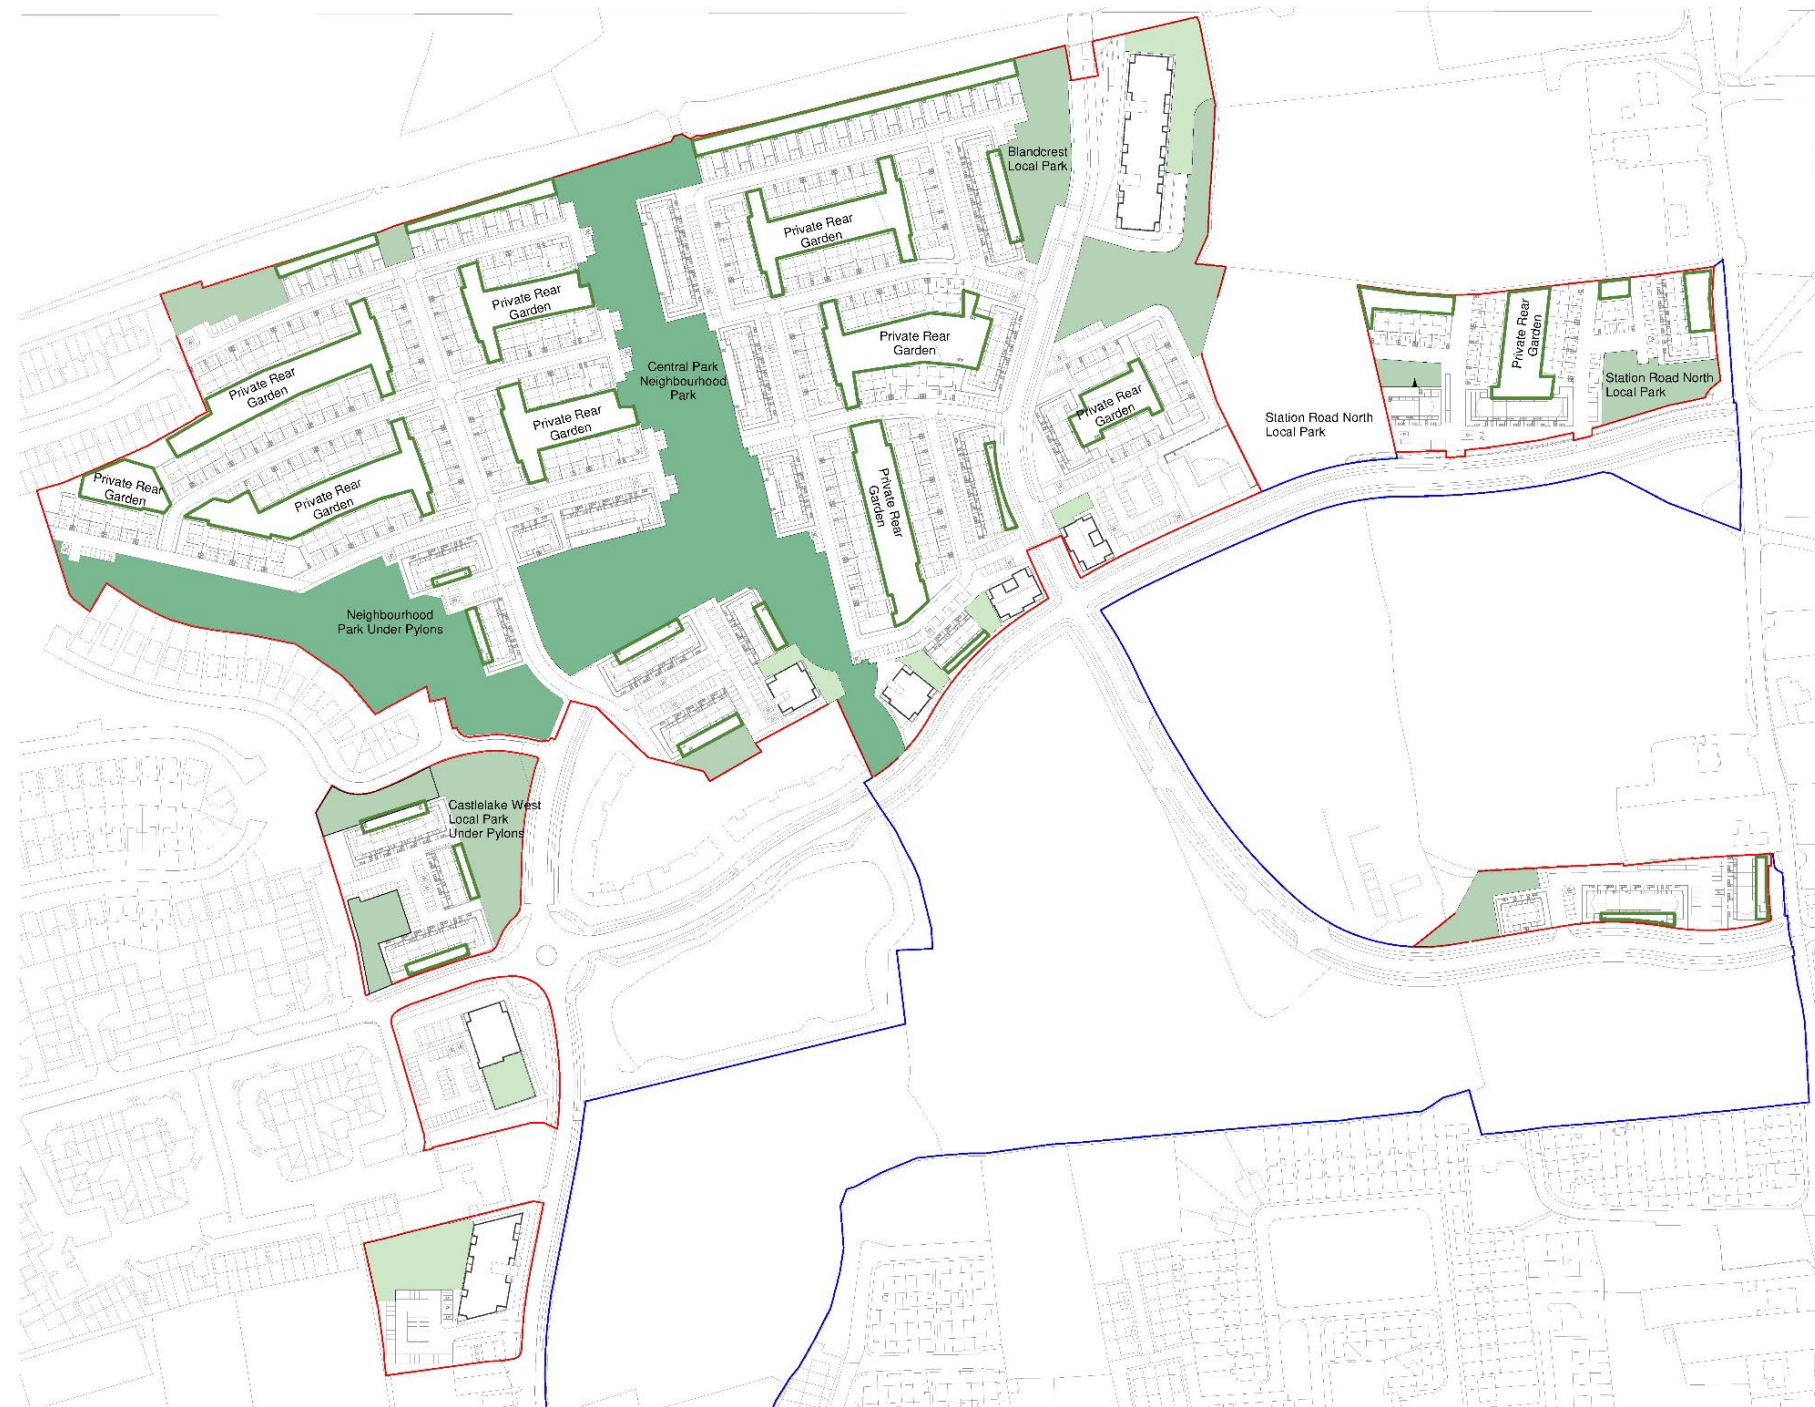 Blandcrest
Local Park
Private Rear
Garden
Private Rear
Garden
Private Rear
Garden
Private Rear
Garden
Central Park
Neighbourhood
Park
Private Rear
Garden
Private Rear
Garden
Private Rear
Garden
Station Road North
Local Park
Station Road North
Local Park
Private Rear
Garden
Private Rear
Garden
Private Rear
Garden
Private Rear
Garden
Neighbourhood
Park Under Pylons
Castlelake West
Local Park
Under Pylons